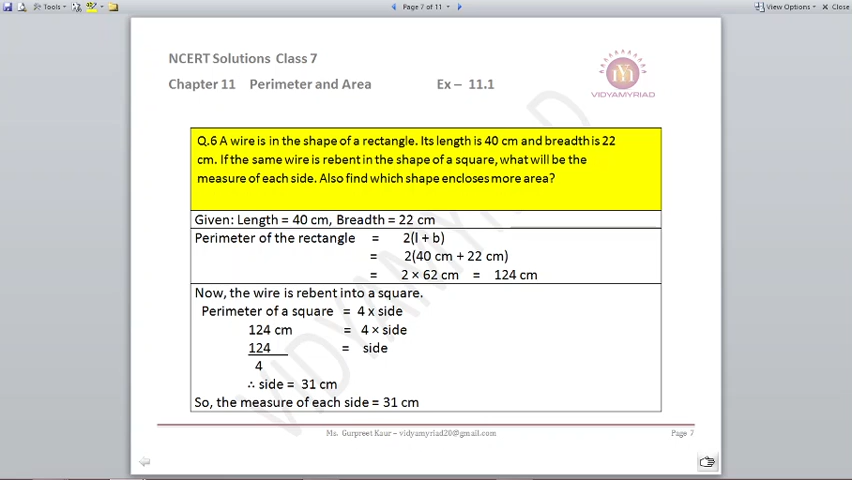 Tools
Page 7 of 11
View Options
Close
NCERT Solutions Class 7
Chapter 11 Perimeter and Area Ex – 11.1
VIDYAMYRIAD
Q.6 A wire is in the shape of a rectangle. Its length is 40 cm and breadth is 22
cm. If the same wire is rebent in the shape of a square, what will be the
measure of each side. Also find which shape encloses more area?
Given: Length = 40 cm, Breadth = 22 cm
Perimeter of the rectangle = 2(l + b)
= 2(40 cm + 22 cm)
= 2 × 62 cm = 124 cm
Now, the wire is rebent into a square.
Perimeter of a square = 4 x side
124 cm = 4 × side
124 = side
4
∴ side = 31 cm
So, the measure of each side = 31 cm
Ms. Gurpreet Kaur – vidyamyriad20@gmail.com
Page 7